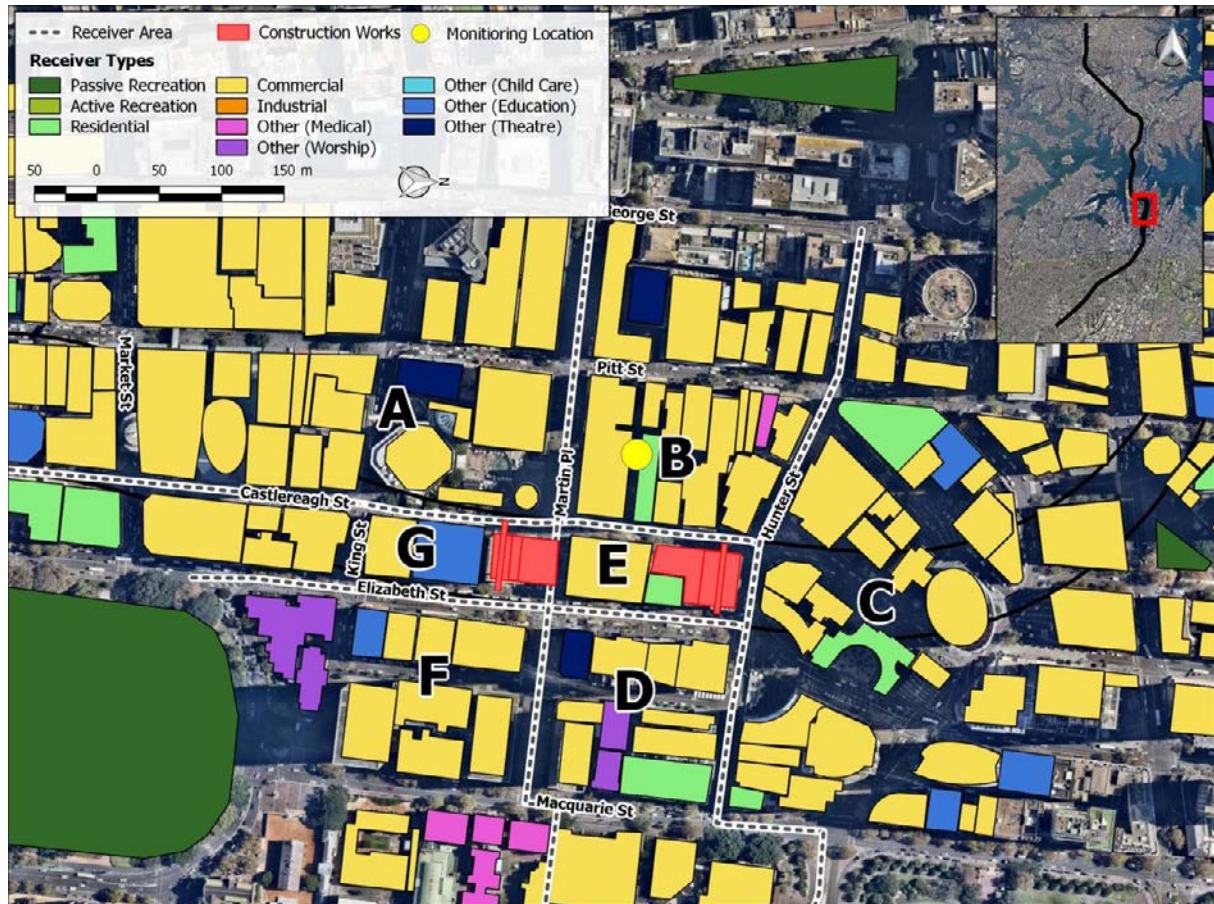 Receiver Area
Construction Works
Monitoring Location
Receiver Types
Passive Recreation
Active Recreation
Residential
Commercial
Industrial
Other (Medical)
Other (Worship)
Other (Child Care)
Other (Education)
Other (Theatre)
50 0 50 100 150 m
N
George St
Market St
Pitt St
A
B
Castlereagh St
Martin Pl
Hunter St
King St
G
E
Elizabeth St
C
F
D
Macquarie St